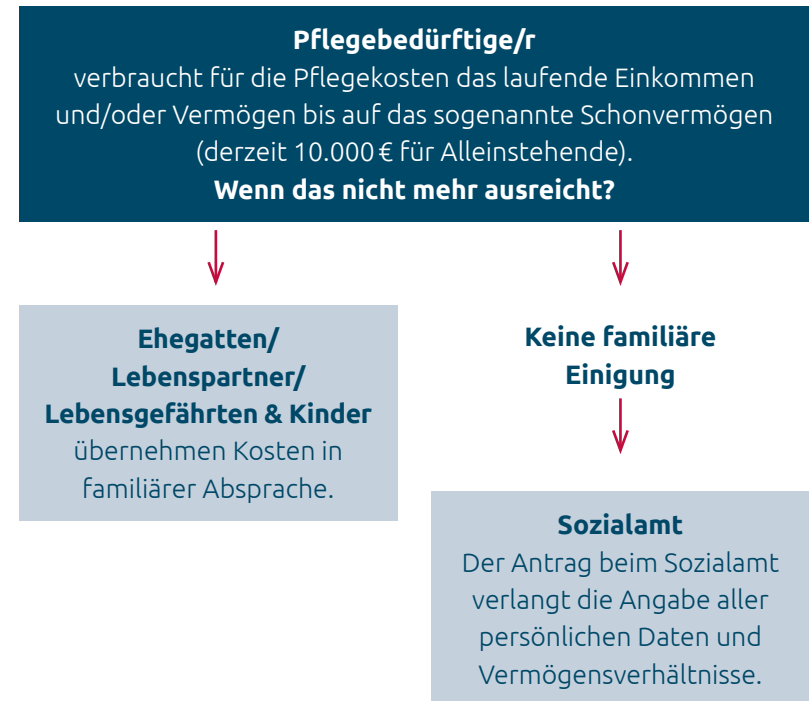 Pflegebedürftige/r
verbraucht für die Pflegekosten das laufende Einkommen
und/oder Vermögen bis auf das sogenannte Schonvermögen
(derzeit 10.000 € für Alleinstehende).
Wenn das nicht mehr ausreicht?
Ehegatten/
Lebenspartner/
Lebensgefährten & Kinder
übernehmen Kosten in
familiärer Absprache.
Keine familiäre
Einigung
Sozialamt
Der Antrag beim Sozialamt
verlangt die Angabe aller
persönlichen Daten und
Vermögensverhältnisse.